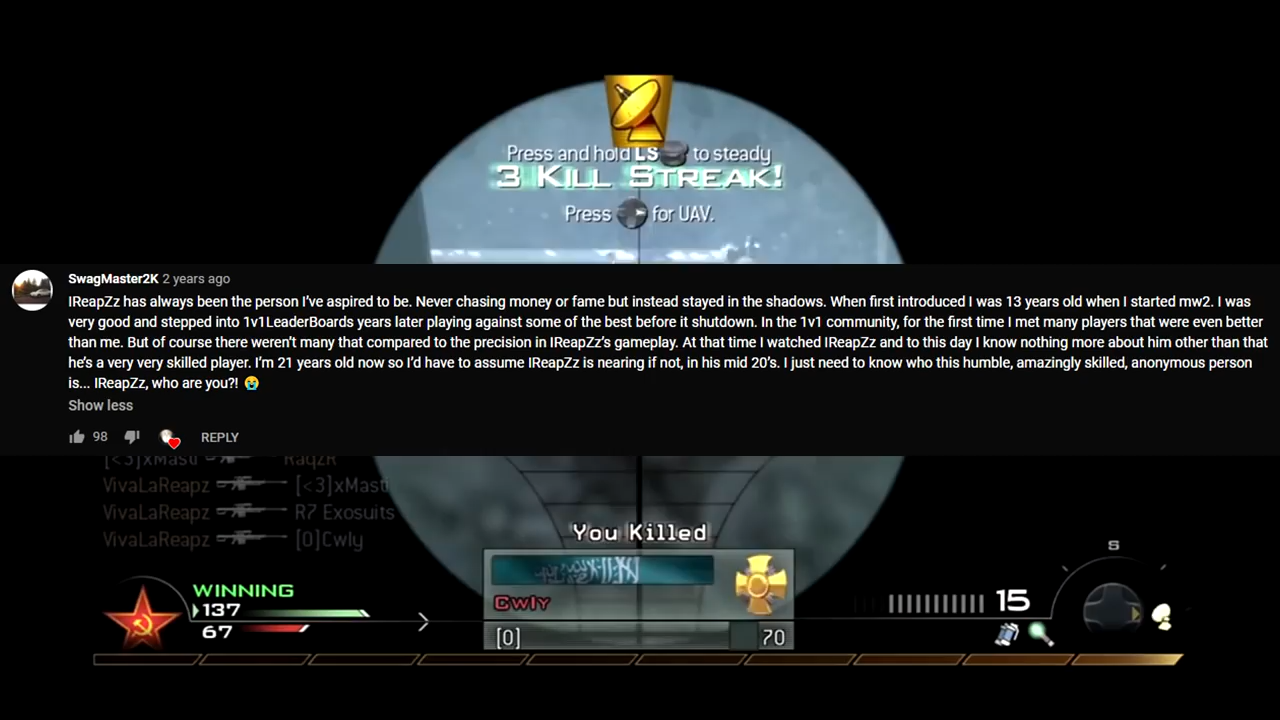 Press and hold LS to steady
3 KILL STREAK!
Press for UAV.
SwagMaster2K 2 years ago
IReapZz has always been the person I've aspired to be. Never chasing money or fame but instead stayed in the shadows. When first introduced I was 13 years old when I started mw2. I was
very good and stepped into 1v1LeaderBoards years later playing against some of the best before it shutdown. In the 1v1 community, for the first time I met many players that were even better
than me. But of course there weren't many that compared to the precision in IReapZz's gameplay. At that time I watched IReapZz and to this day I know nothing more about him other than that
he's a very very skilled player. I'm 21 years old now so I'd have to assume IReapZz is nearing if not, in his mid 20's. I just need to know who this humble, amazingly skilled, anonymous person
is... IReapZz, who are you?! 😭
Show less
98 REPLY
[<3]xMasti RaqzR
VivaLaReapz [<3]xMasti
VivaLaReapz R7 Exosuits
VivaLaReapz [0]Cwly
You Killed
Cwly
[0] 70
WINNING
137
67
15
S